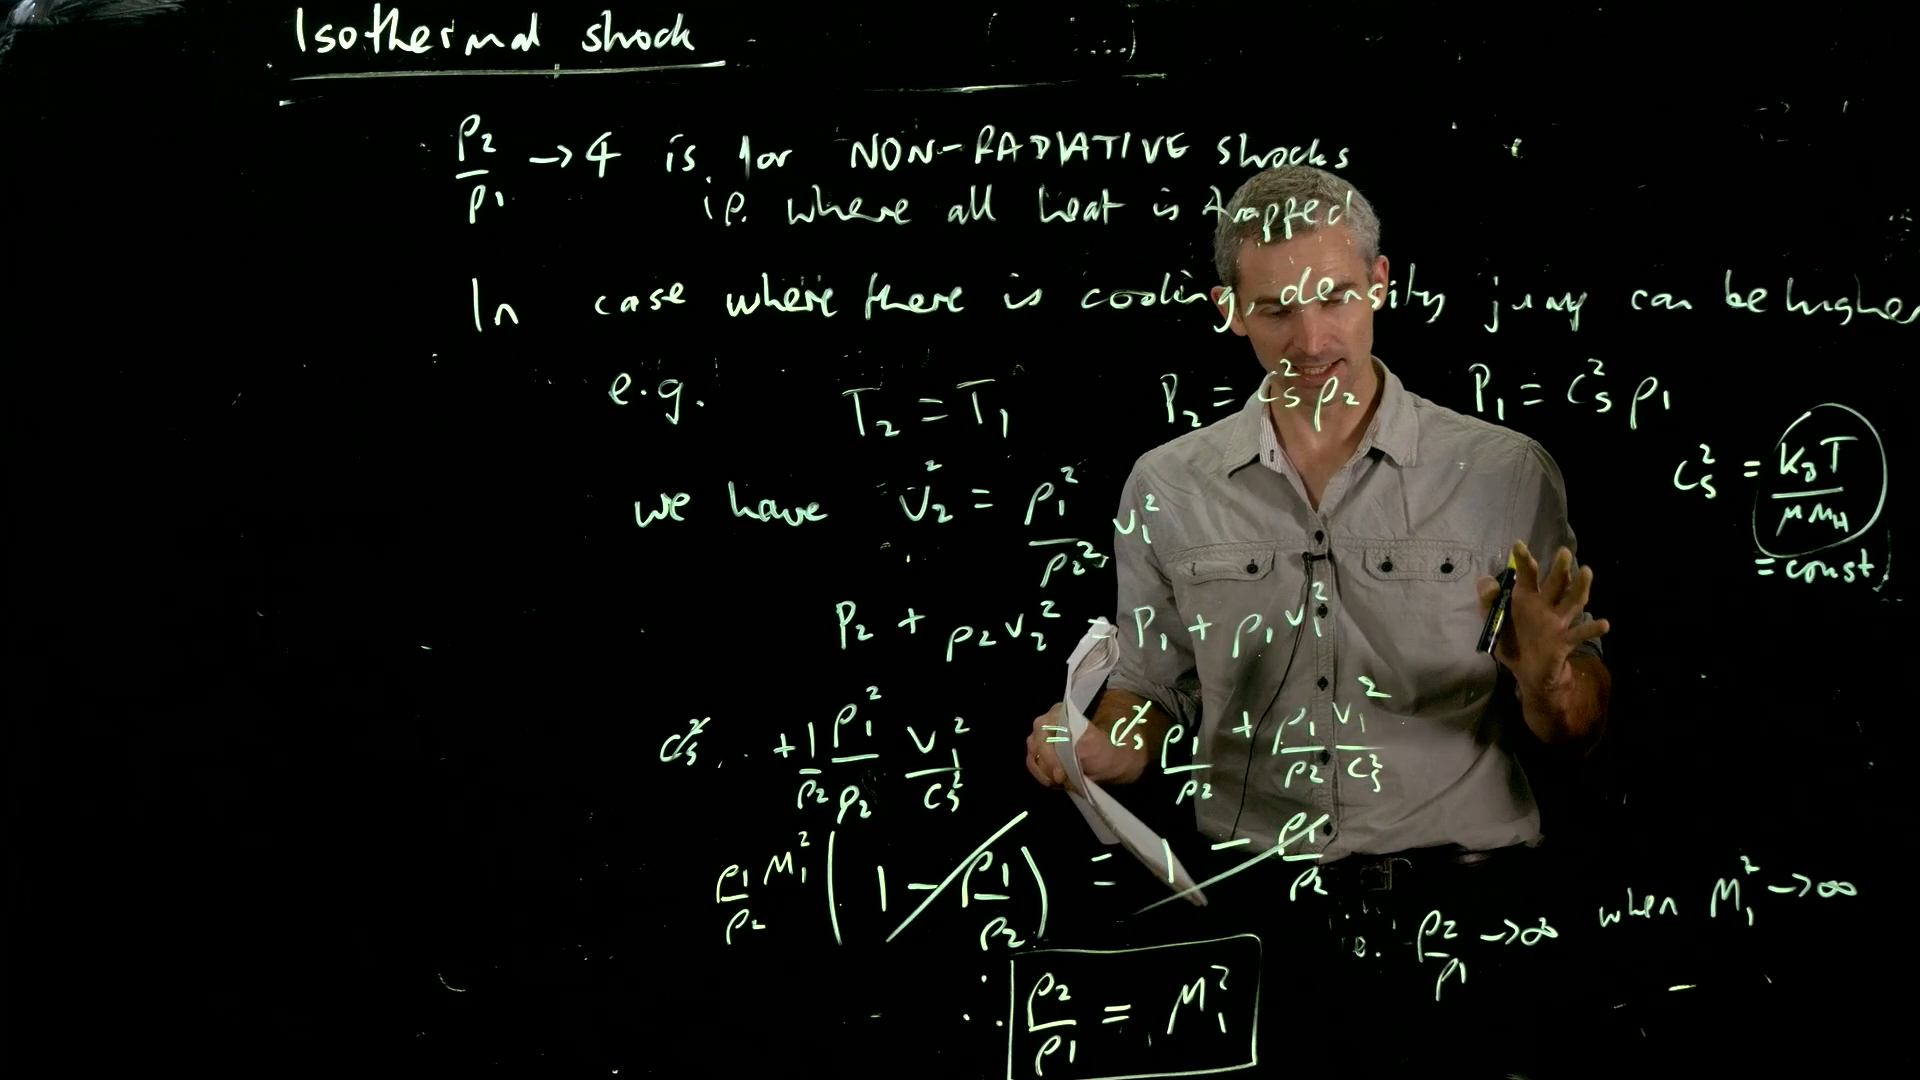 Isothermal shock
ρ2/ρ1 → 4 is for NON-RADIATIVE shocks
i.e. where all heat is trapped
In case where there is cooling, density jump can be higher
e.g. T2 = T1 P2 = cs² ρ2 P1 = cs² ρ1
cs² = kBT/μmH
= const
we have v2² = ρ1²/ρ2² v1²
P2 + ρ2 v2² = P1 + ρ1 v1²
cs² + 1/ρ2 ρ1²/ρ2 v1²/cs² = cs² ρ1/ρ2 + ρ1/ρ2 v1²/cs²
ρ1/ρ2 M1² (1 - ρ1/ρ2) = 1 - ρ1/ρ2
i.e. ρ2/ρ1 → ∞ when M1² → ∞
∴ ρ2/ρ1 = M1²